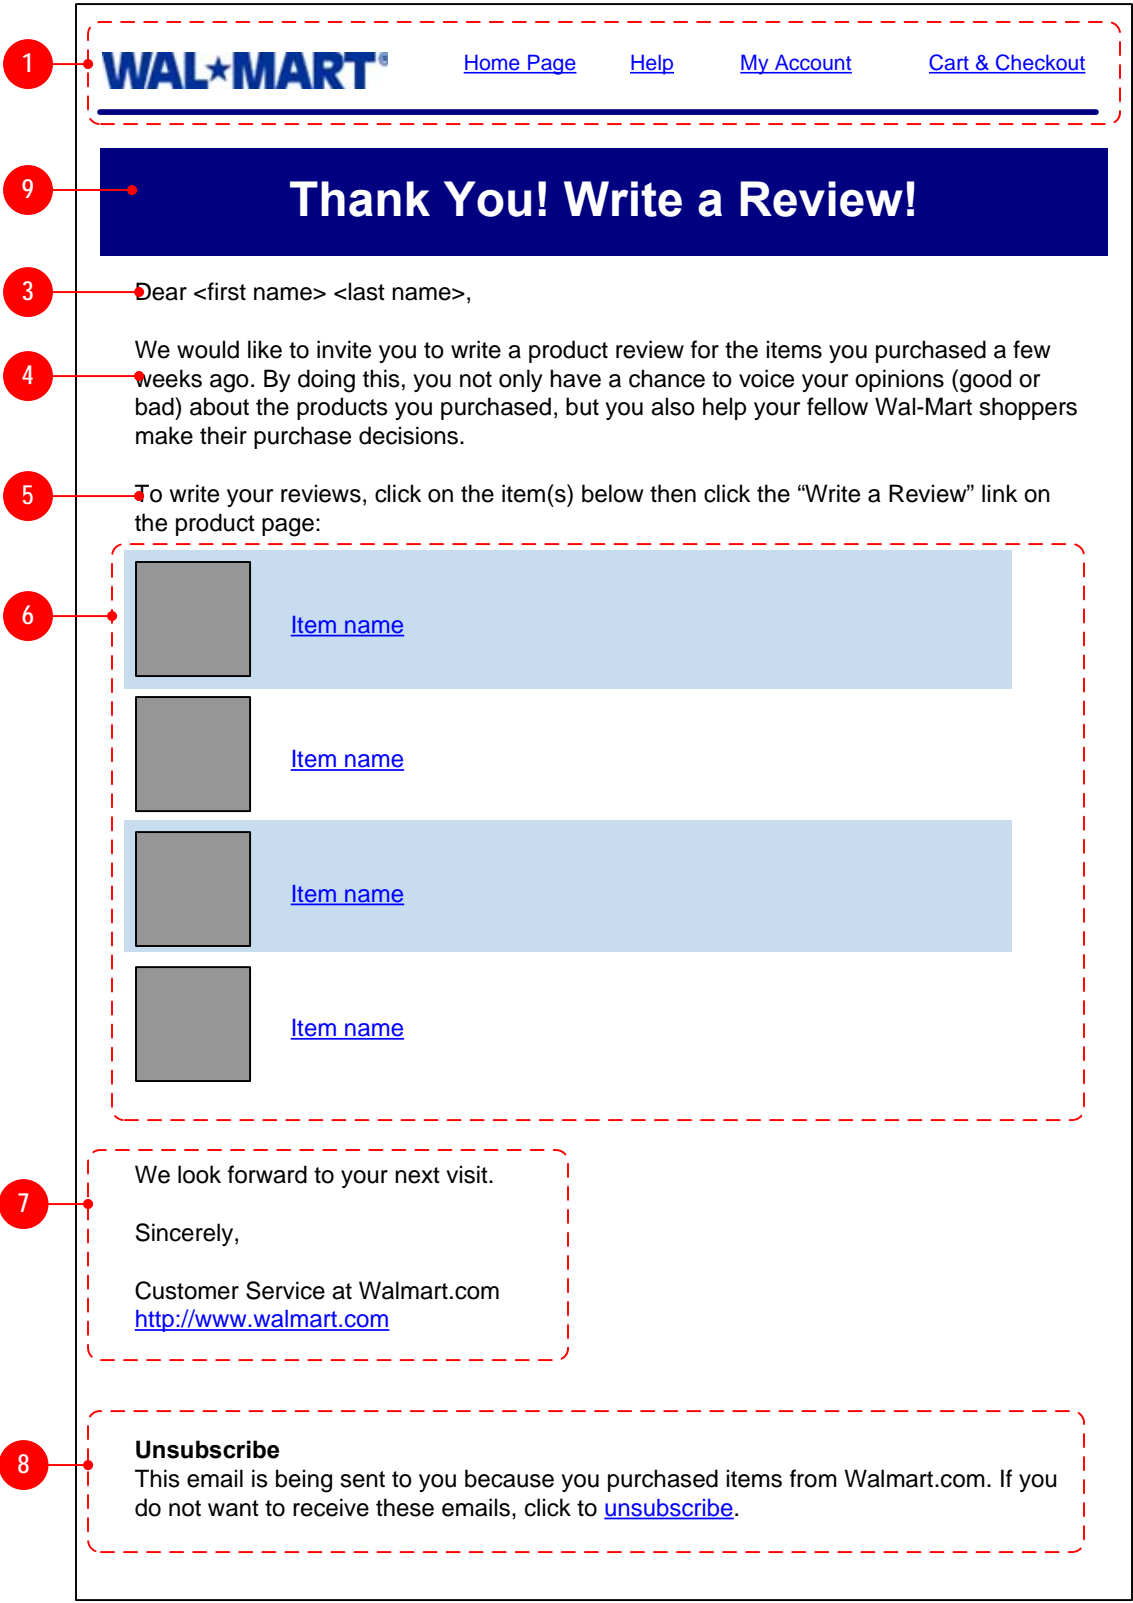 1
WAL★MART®
Home Page Help My Account Cart & Checkout
9
Thank You! Write a Review!
3
Dear <first name> <last name>,
4
We would like to invite you to write a product review for the items you purchased a few
weeks ago. By doing this, you not only have a chance to voice your opinions (good or
bad) about the products you purchased, but you also help your fellow Wal-Mart shoppers
make their purchase decisions.
5
To write your reviews, click on the item(s) below then click the “Write a Review” link on
the product page:
6
Item name
Item name
Item name
Item name
7
We look forward to your next visit.
Sincerely,
Customer Service at Walmart.com
http://www.walmart.com
8
Unsubscribe
This email is being sent to you because you purchased items from Walmart.com. If you
do not want to receive these emails, click to unsubscribe.